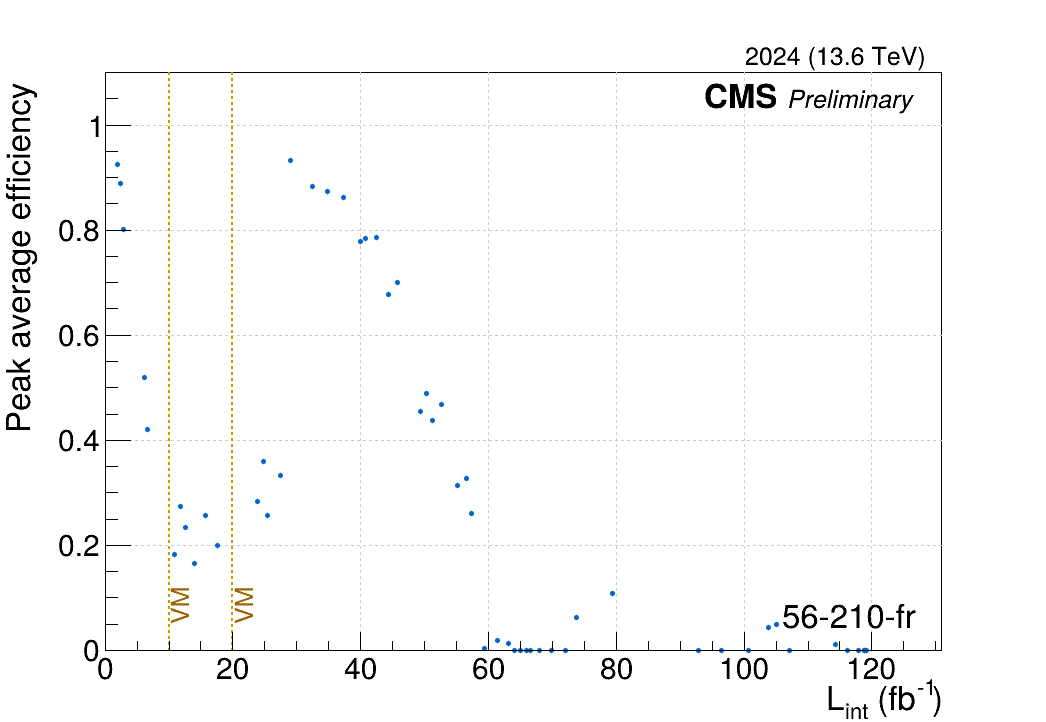 2024 (13.6 TeV)
CMS Preliminary
Peak average efficiency
1
0.8
0.6
0.4
0.2
0
VM VM
56-210-fr
0 20 40 60 80 100 120
L_int (fb⁻¹)